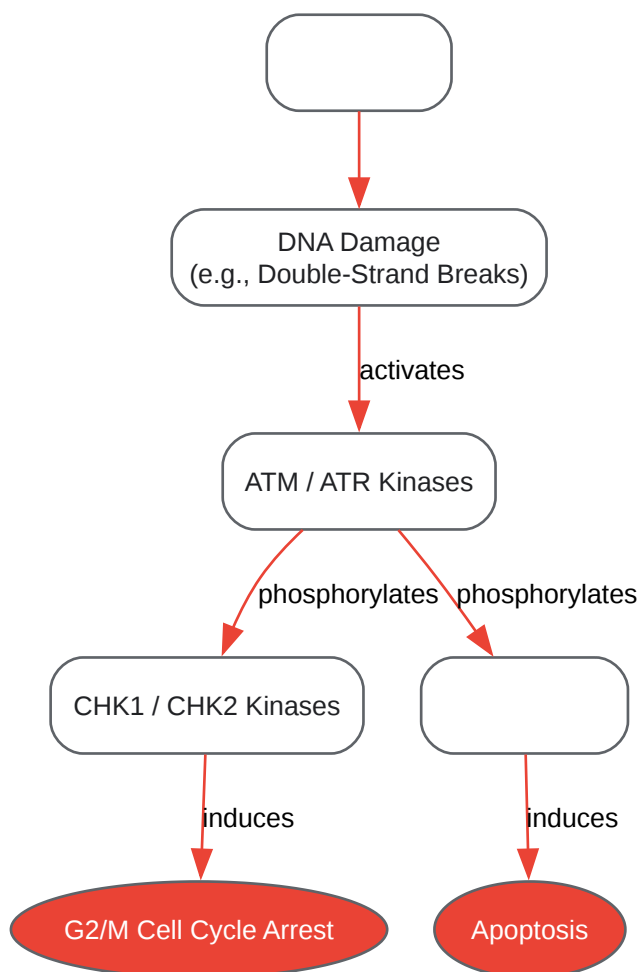 DNA Damage
(e.g., Double-Strand Breaks)
activates
ATM / ATR Kinases
phosphorylates
phosphorylates
CHK1 / CHK2 Kinases
induces
induces
G2/M Cell Cycle Arrest
Apoptosis